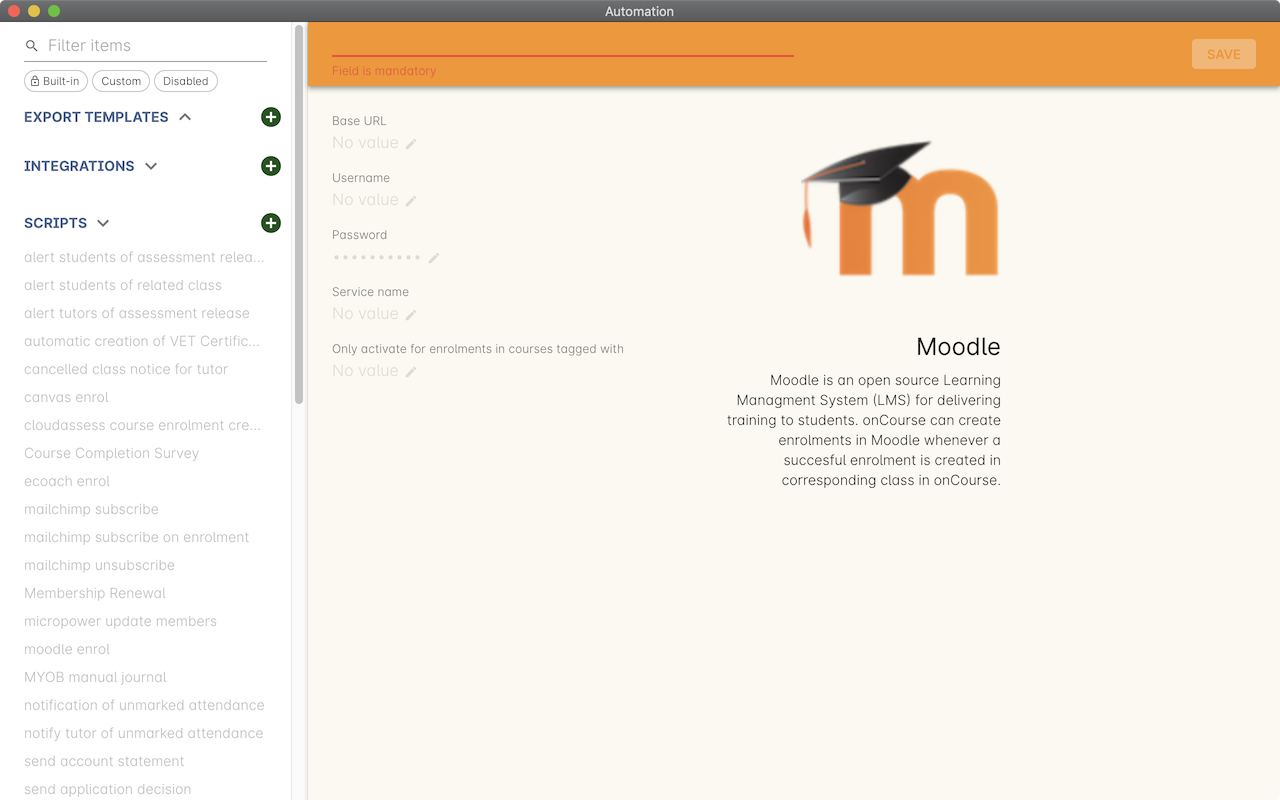 Automation
Filter items
Built-in Custom Disabled
EXPORT TEMPLATES
INTEGRATIONS
SCRIPTS
alert students of assessment relea...
alert students of related class
alert tutors of assessment release
automatic creation of VET Certific...
cancelled class notice for tutor
canvas enrol
cloudassess course enrolment cre...
Course Completion Survey
ecoach enrol
mailchimp subscribe
mailchimp subscribe on enrolment
mailchimp unsubscribe
Membership Renewal
micropower update members
moodle enrol
MYOB manual journal
notification of unmarked attendance
notify tutor of unmarked attendance
send account statement
send application decision
Field is mandatory
SAVE
Base URL
No value
Username
No value
Password
••••••••••
Service name
No value
Only activate for enrolments in courses tagged with
No value
m
Moodle
Moodle is an open source Learning
Managment System (LMS) for delivering
training to students. onCourse can create
enrolments in Moodle whenever a
succesful enrolment is created in
corresponding class in onCourse.